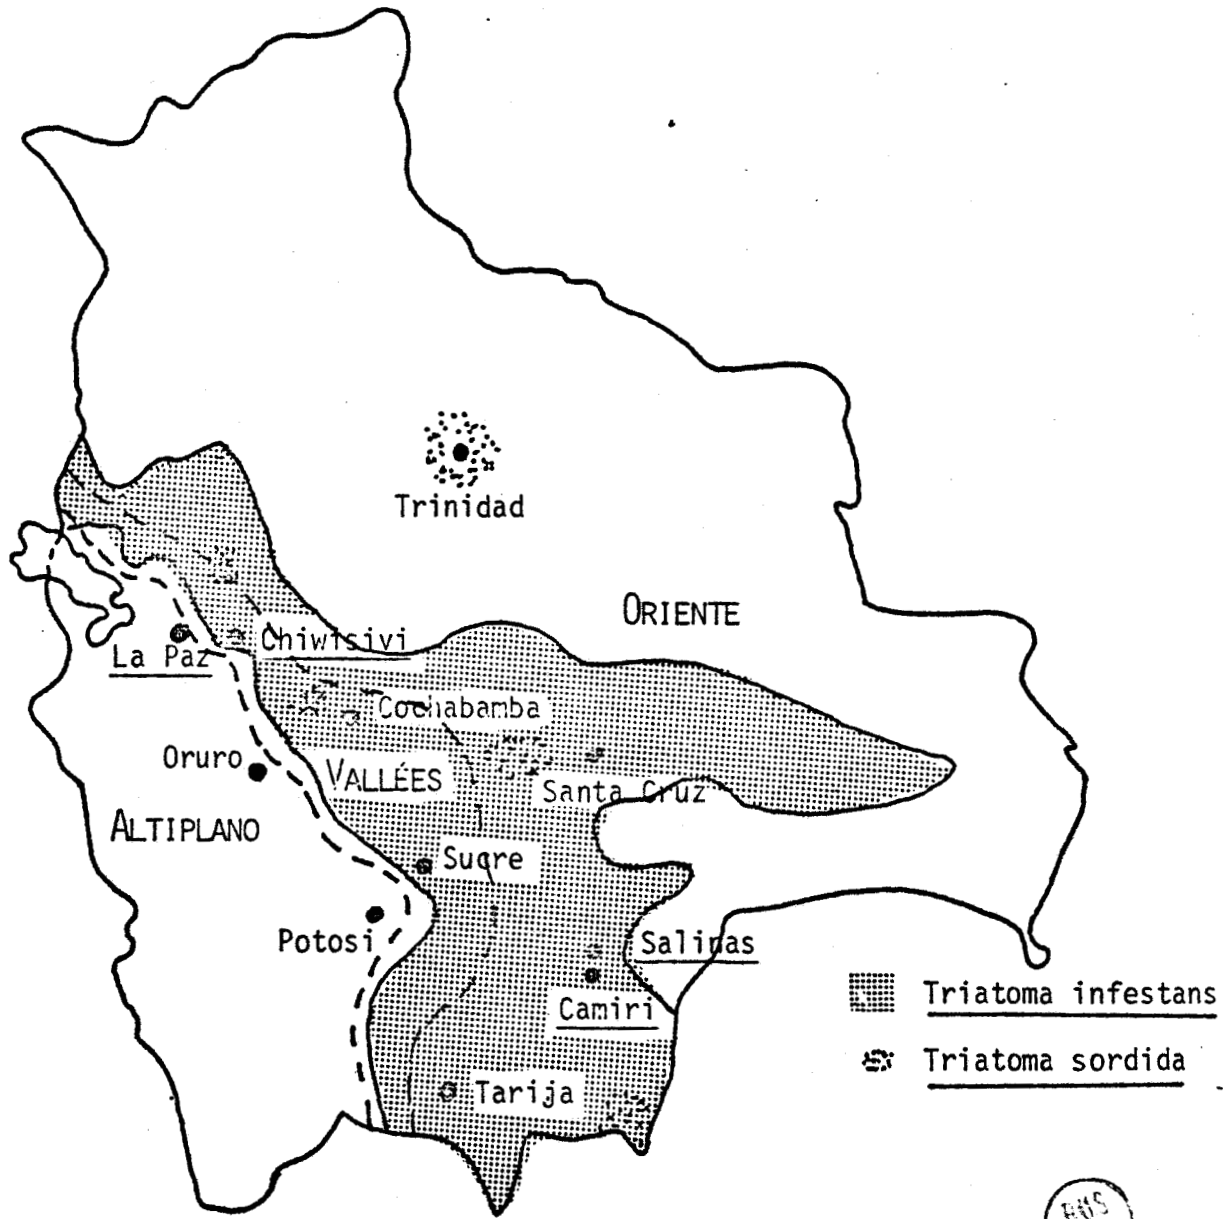 Trinidad
ORIENTE
Chiwisivi
La Paz
Cochabamba
Oruro
VALLÉES
Santa Cruz
ALTIPLANO
Sucre
Potosi
Salinas
Triatoma infestans
Camiri
Triatoma sordida
Tarija